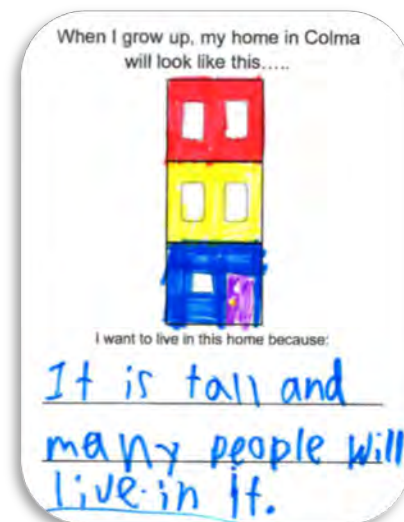 When I grow up, my home in Colma
will look like this.....
I want to live in this home because:
It is tall and
many people will
live in it.